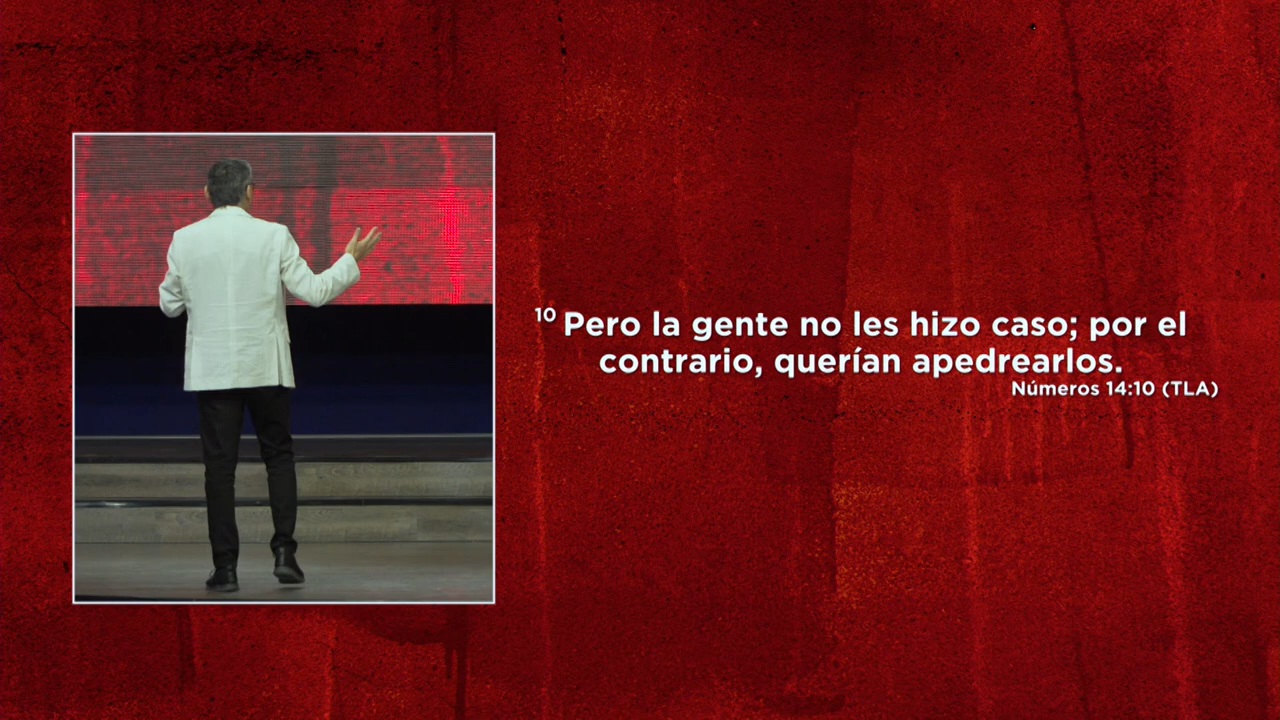 10 Pero la gente no les hizo caso; por el
contrario, querían apedrearlos.
Números 14:10 (TLA)